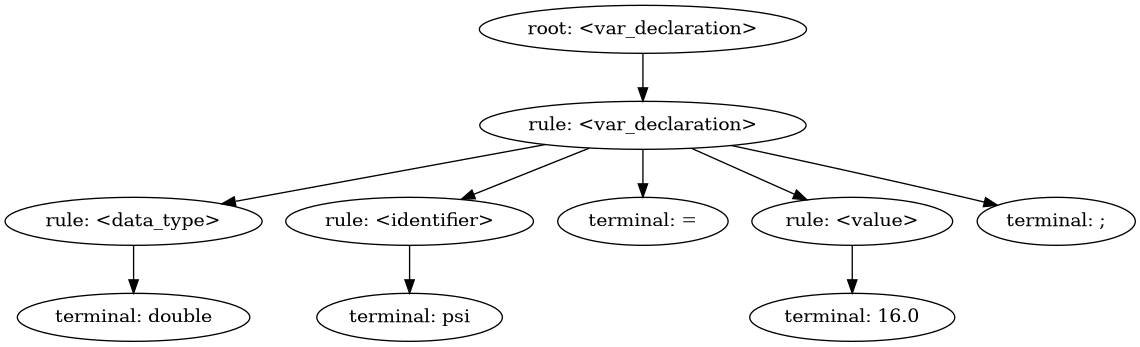 root: <var_declaration>
rule: <var_declaration>
rule: <data_type>
rule: <identifier>
terminal: =
rule: <value>
terminal: ;
terminal: double
terminal: psi
terminal: 16.0